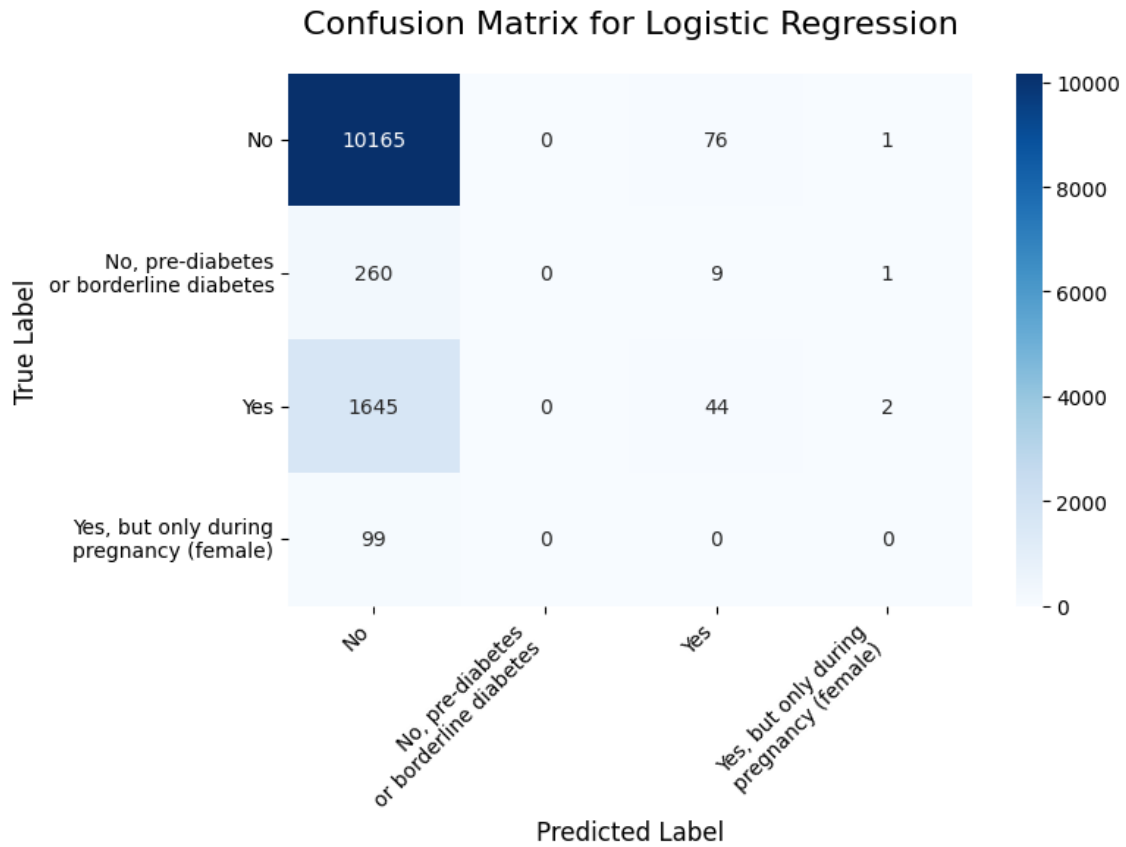 Confusion Matrix for Logistic Regression
True Label
No
10165 0 76 1
No, pre-diabetes
or borderline diabetes
260 0 9 1
Yes
1645 0 44 2
Yes, but only during
pregnancy (female)
99 0 0 0
No
No, pre-diabetes
or borderline diabetes
Yes
Yes, but only during
pregnancy (female)
Predicted Label
10000
8000
6000
4000
2000
0